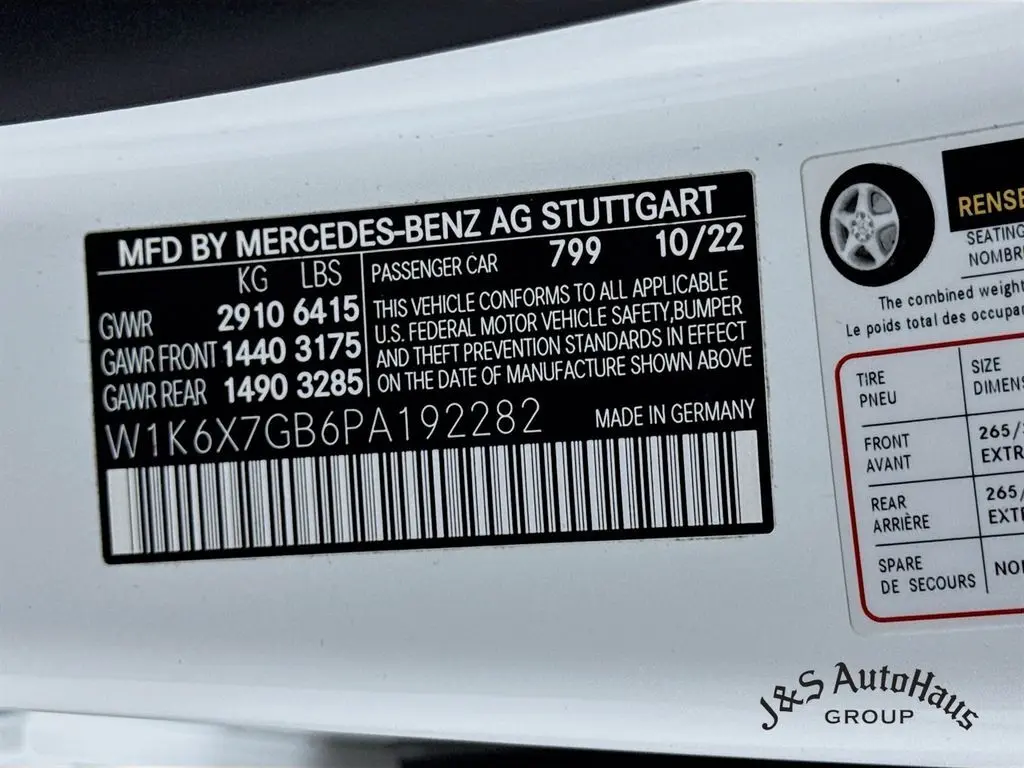 MFD BY MERCEDES-BENZ AG STUTTGART
KG LBS
GVWR 2910 6415
GAWR FRONT 1440 3175
GAWR REAR 1490 3285
PASSENGER CAR 799 10/22
THIS VEHICLE CONFORMS TO ALL APPLICABLE
U.S. FEDERAL MOTOR VEHICLE SAFETY,BUMPER
AND THEFT PREVENTION STANDARDS IN EFFECT
ON THE DATE OF MANUFACTURE SHOWN ABOVE
W1K6X7GB6PA192282
MADE IN GERMANY
SEATING
The combined weight
Le poids total des
TIRE
PNEU
SIZE
FRONT
AVANT
265/
REAR
ARRIÈRE
265/
SPARE
DE SECOURS
J&S AutoHaus
GROUP